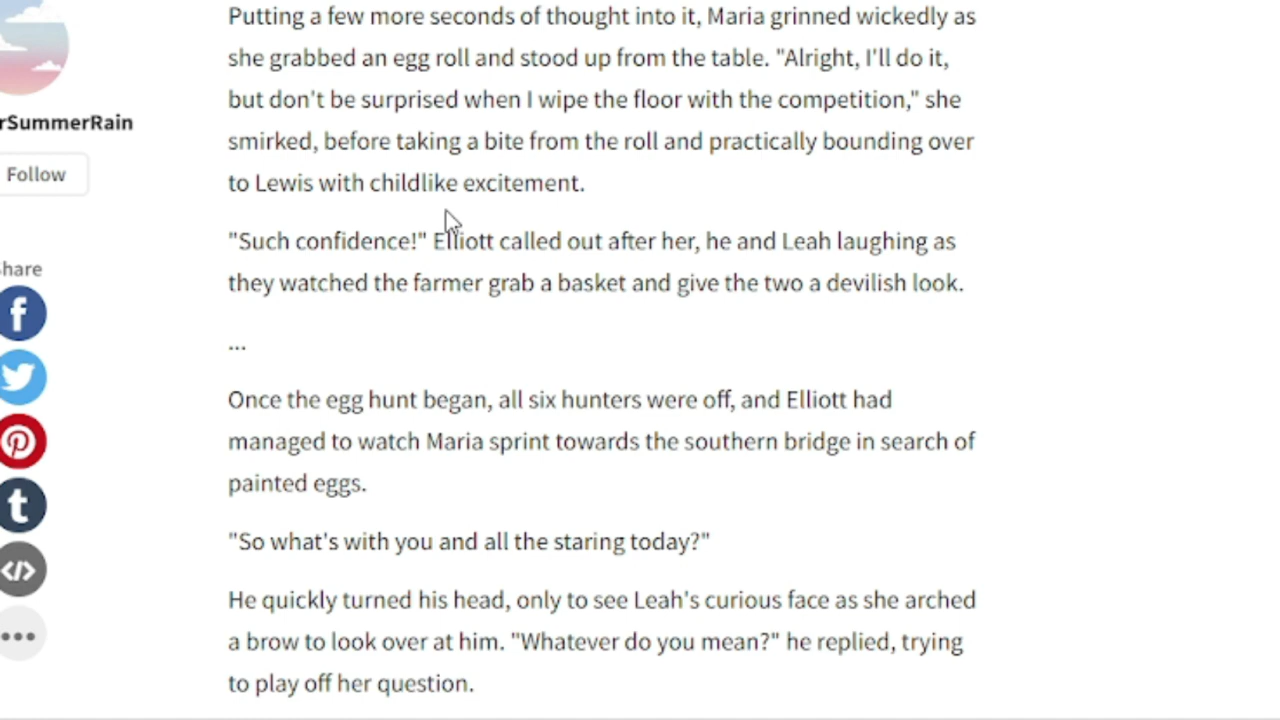 Putting a few more seconds of thought into it, Maria grinned wickedly as
she grabbed an egg roll and stood up from the table. "Alright, I'll do it,
but don't be surprised when I wipe the floor with the competition," she
smirked, before taking a bite from the roll and practically bounding over
to Lewis with childlike excitement.
rSummerRain
Follow
"Such confidence!" Elliott called out after her, he and Leah laughing as
they watched the farmer grab a basket and give the two a devilish look.
hare
...
Once the egg hunt began, all six hunters were off, and Elliott had
managed to watch Maria sprint towards the southern bridge in search of
painted eggs.
"So what's with you and all the staring today?"
He quickly turned his head, only to see Leah's curious face as she arched
a brow to look over at him. "Whatever do you mean?" he replied, trying
to play off her question.